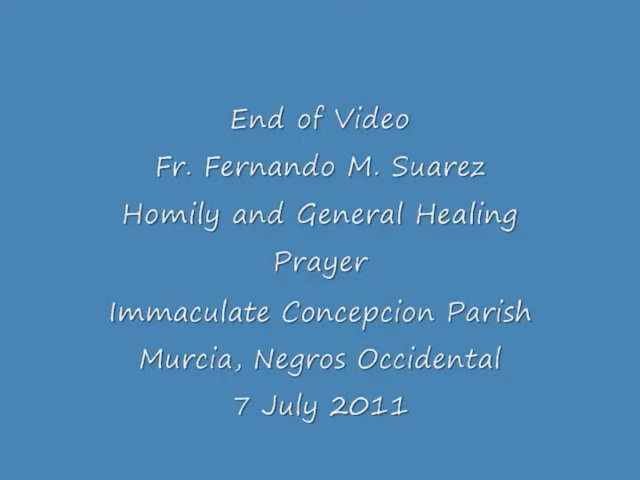 End of Video
Fr. Fernando M. Suarez
Homily and General Healing
Prayer
Immaculate Concepcion Parish
Murcia, Negros Occidental
7 July 2011